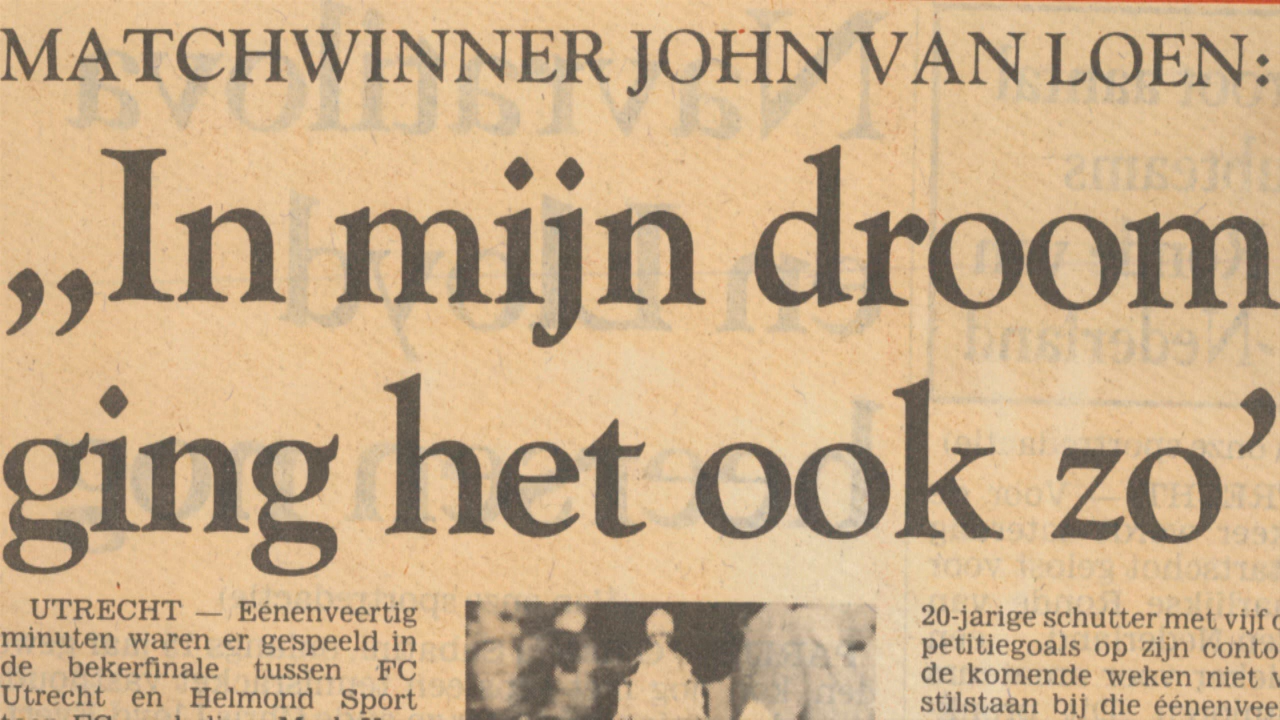 MATCHWINNER JOHN VAN LOEN:
„In mijn droom
ging het ook zo’
UTRECHT — Eénenveertig
minuten waren er gespeeld in
de bekerfinale tussen FC
Utrecht en Helmond Sport
20-jarige schutter met vijf
petitiegoals op zijn conto
de komende weken niet
stilstaan bij die éénenvee